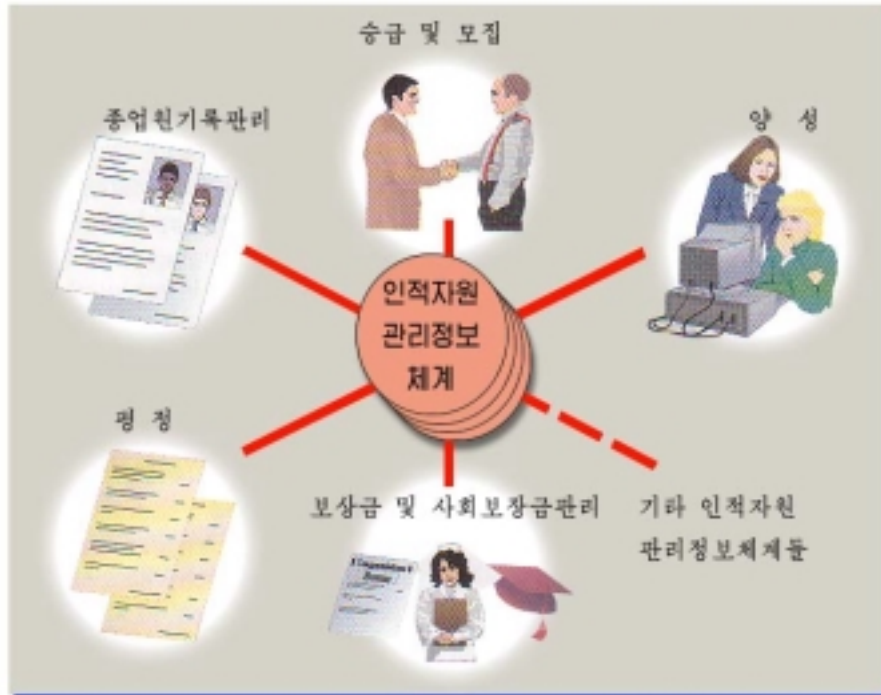 승급 및 모집
종업원기록관리
양 성
인적자원
관리정보
체계
평 정
보상금 및 사회보장금관리
기타 인적자원
관리정보체계들